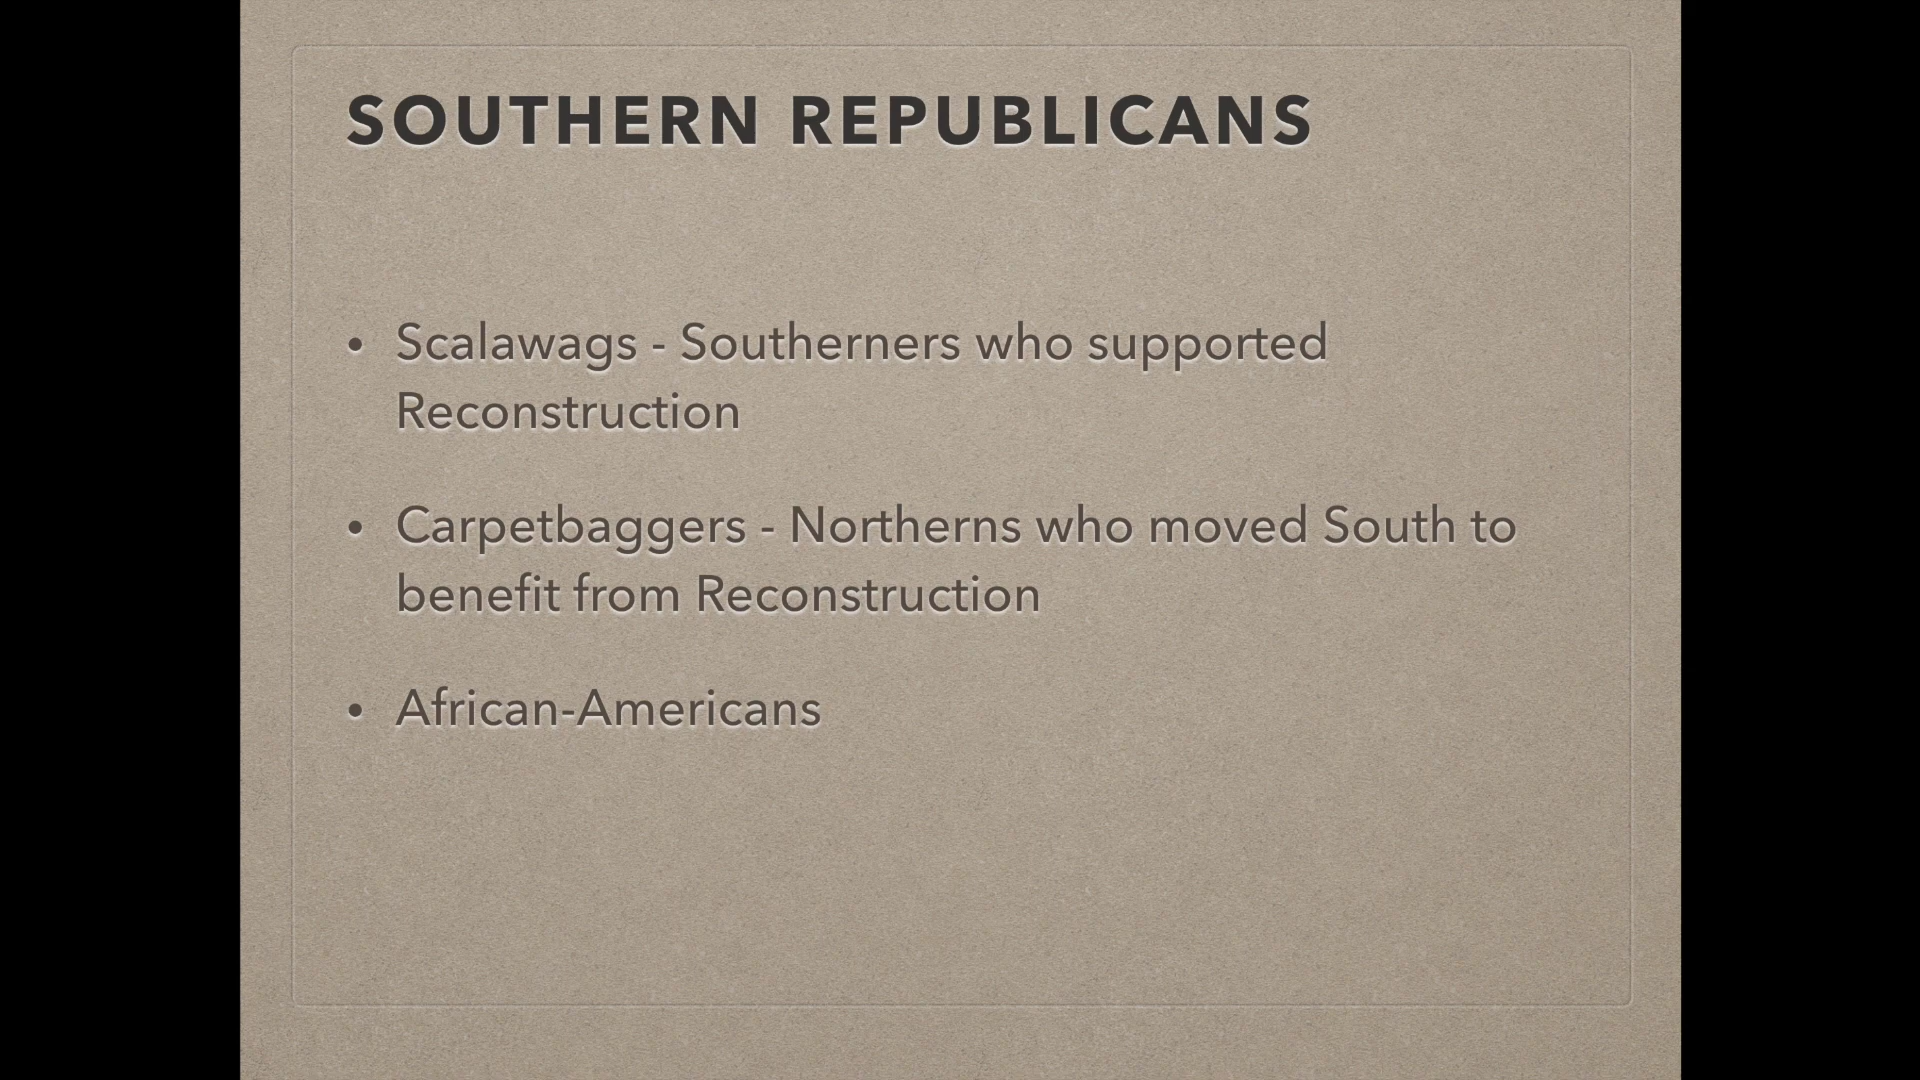 SOUTHERN REPUBLICANS
• Scalawags - Southerners who supported
Reconstruction
• Carpetbaggers - Northerns who moved South to
benefit from Reconstruction
• African-Americans